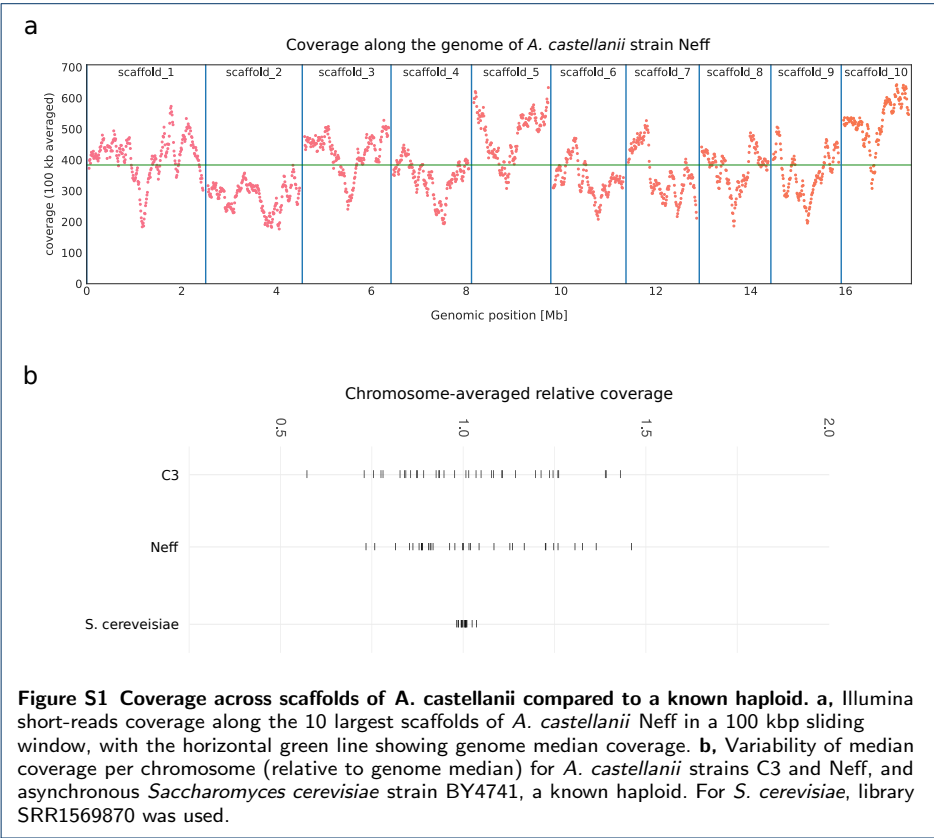 a
Coverage along the genome of A. castellanii strain Neff
700
600
500
400
300
200
100
0
coverage (100 kb averaged)
scaffold_1 scaffold_2 scaffold_3 scaffold_4 scaffold_5 scaffold_6 scaffold_7 scaffold_8 scaffold_9 scaffold_10
0 2 4 6 8 10 12 14 16
Genomic position [Mb]
b
Chromosome-averaged relative coverage
0.5 1.0 1.5 2.0
C3
Neff
S. cereveisiae
Figure S1 Coverage across scaffolds of A. castellanii compared to a known haploid. a, Illumina
short-reads coverage along the 10 largest scaffolds of A. castellanii Neff in a 100 kbp sliding
window, with the horizontal green line showing genome median coverage. b, Variability of median
coverage per chromosome (relative to genome median) for A. castellanii strains C3 and Neff, and
asynchronous Saccharomyces cerevisiae strain BY4741, a known haploid. For S. cerevisiae, library
SRR1569870 was used.